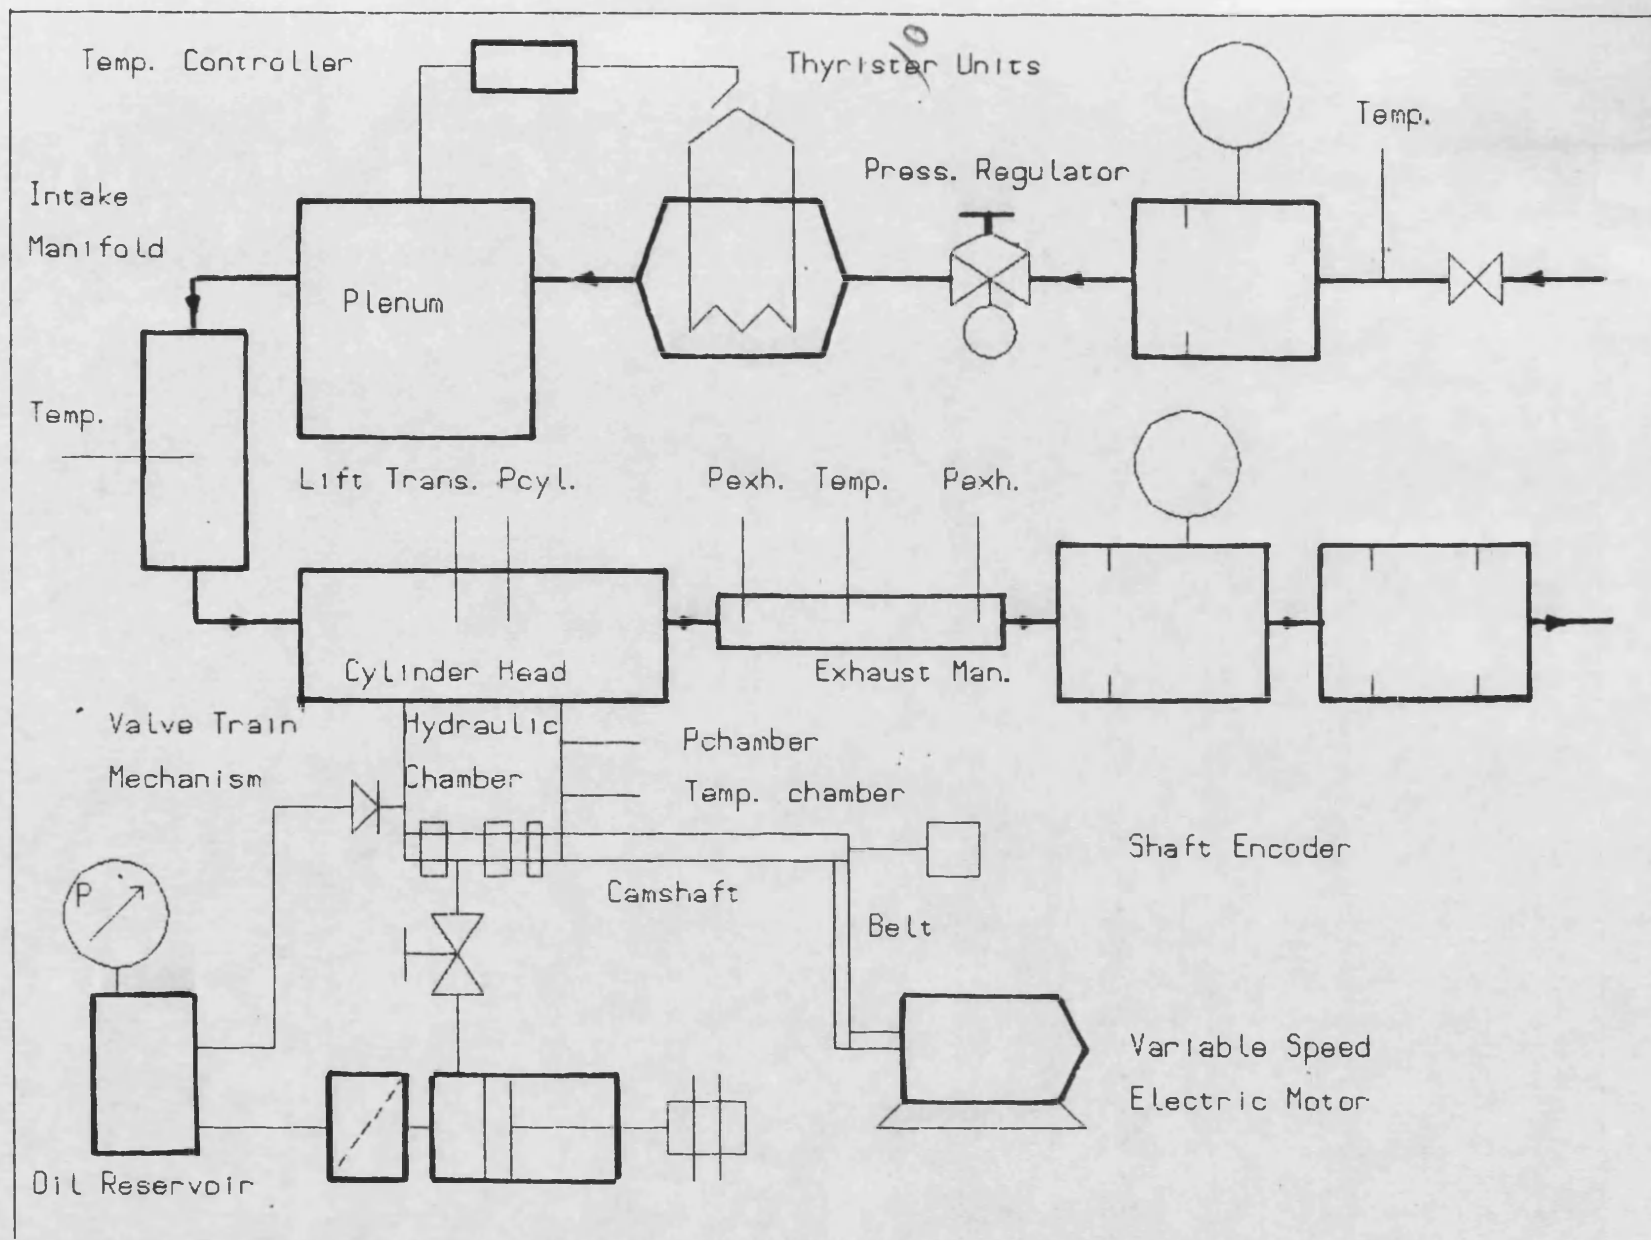 Temp. Controller
Thyrister Units
o
Temp.
Press. Regulator
Intake
Manifold
Plenum
Temp.
Lift Trans. Pcyl.
Pexh. Temp. Pexh.
Cylinder Head
Exhaust Man.
Valve Train
Mechanism
Hydraulic
Chamber
Pchamber
Temp. chamber
Shaft Encoder
Camshaft
P
Belt
Variable Speed
Electric Motor
Oil Reservoir